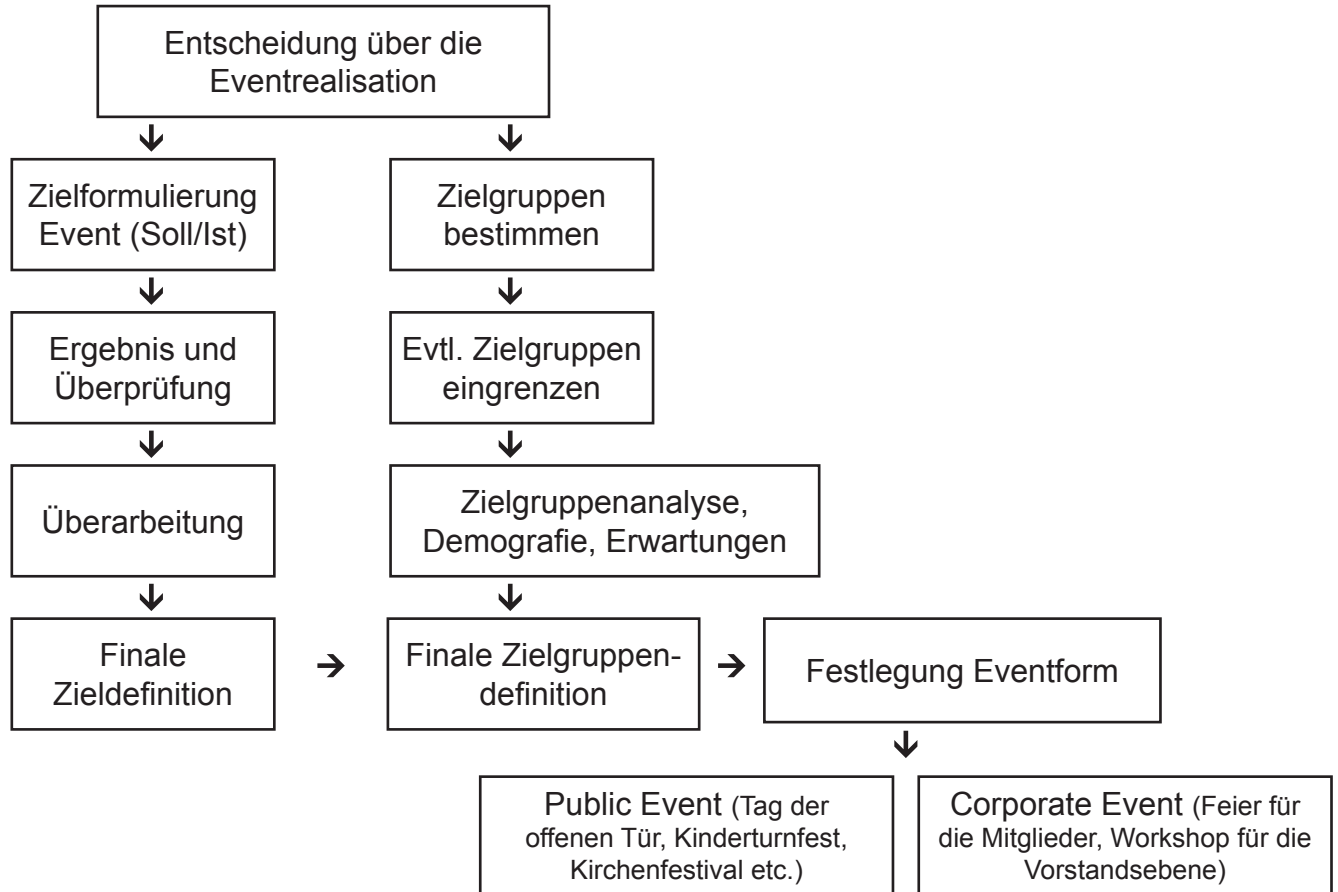 Entscheidung über die
Eventrealisation
Zielformulierung
Event (Soll/Ist)
Zielgruppen
bestimmen
Ergebnis und
Überprüfung
Evtl. Zielgruppen
eingrenzen
Überarbeitung
Zielgruppenanalyse,
Demografie, Erwartungen
Finale
Zieldefinition
Finale Zielgruppen-
definition
Festlegung Eventform
Public Event (Tag der
offenen Tür, Kinderturnfest,
Kirchenfestival etc.)
Corporate Event (Feier für
die Mitglieder, Workshop für die
Vorstandsebene)